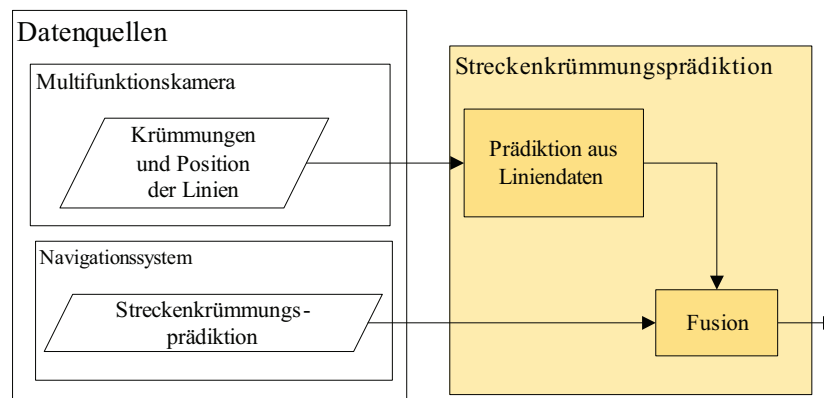 Datenquellen
Multifunktionskamera
Krümmungen
und Position
der Linien
Navigationssystem
Streckenkrümmungs-
prädiktion
Streckenkrümmungsprädiktion
Prädiktion aus
Liniendaten
Fusion